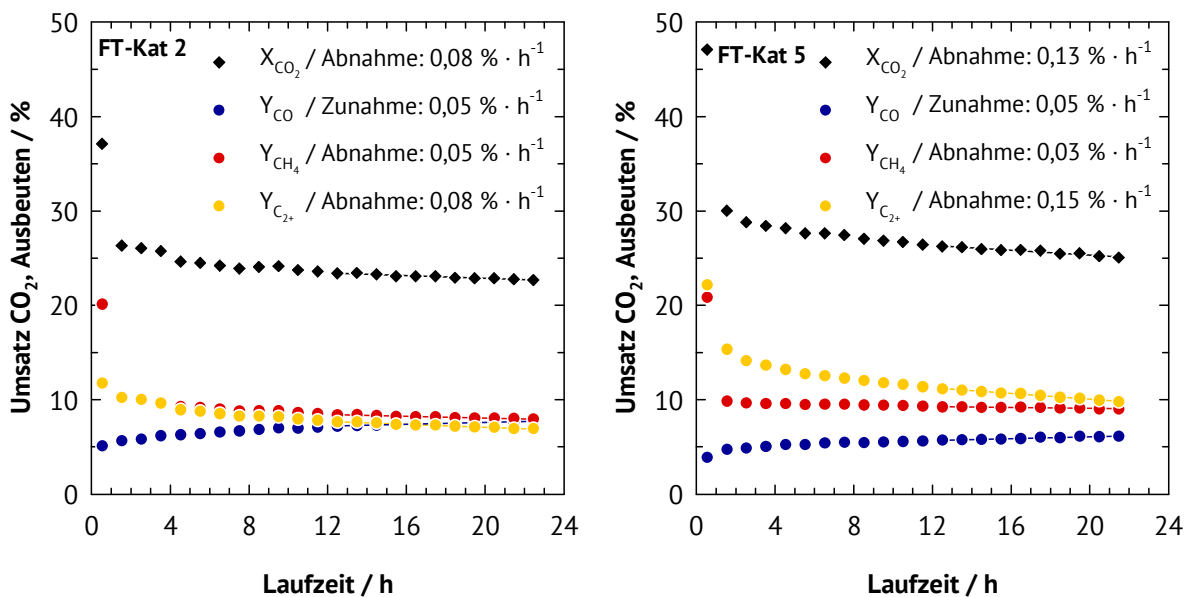 Umsatz CO₂, Ausbeuten / %
50
40
30
20
10
0
FT-Kat 2
X_CO₂ / Abnahme: 0,08 % · h⁻¹
Y_CO / Zunahme: 0,05 % · h⁻¹
Y_CH₄ / Abnahme: 0,05 % · h⁻¹
Y_C₂₊ / Abnahme: 0,08 % · h⁻¹
0 4 8 12 16 20 24
Laufzeit / h
Umsatz CO₂, Ausbeuten / %
50
40
30
20
10
0
FT-Kat 5
X_CO₂ / Abnahme: 0,13 % · h⁻¹
Y_CO / Zunahme: 0,05 % · h⁻¹
Y_CH₄ / Abnahme: 0,03 % · h⁻¹
Y_C₂₊ / Abnahme: 0,15 % · h⁻¹
0 4 8 12 16 20 24
Laufzeit / h